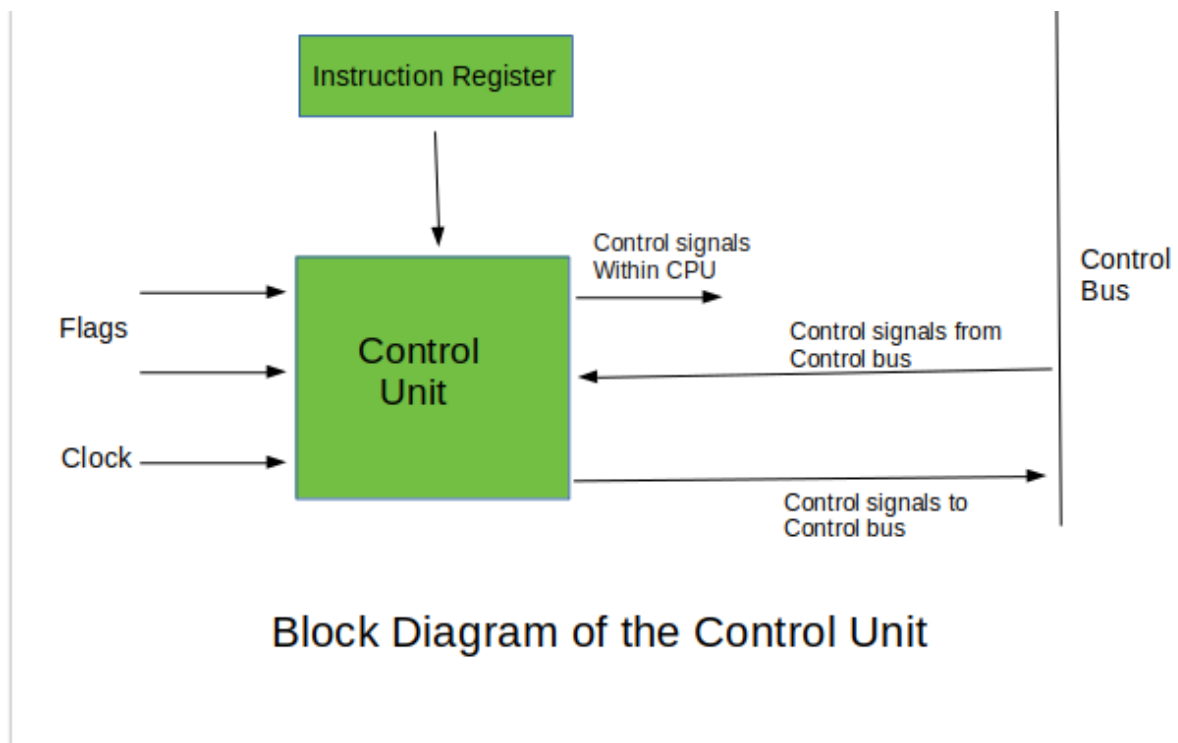 Instruction Register
Control signals
Within CPU
Control
Bus
Flags
Control
Unit
Control signals from
Control bus
Clock
Control signals to
Control bus
Block Diagram of the Control Unit